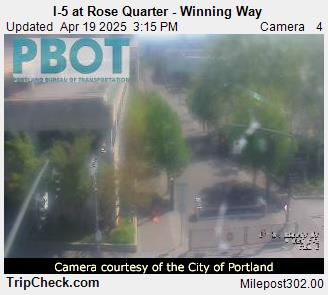 I-5 at Rose Quarter - Winning Way
Updated Apr 19 2025 3:15 PM Camera 4
PBOT
PORTLAND BUREAU OF TRANSPORTATION
Camera courtesy of the City of Portland
TripCheck.com Milepost302.00